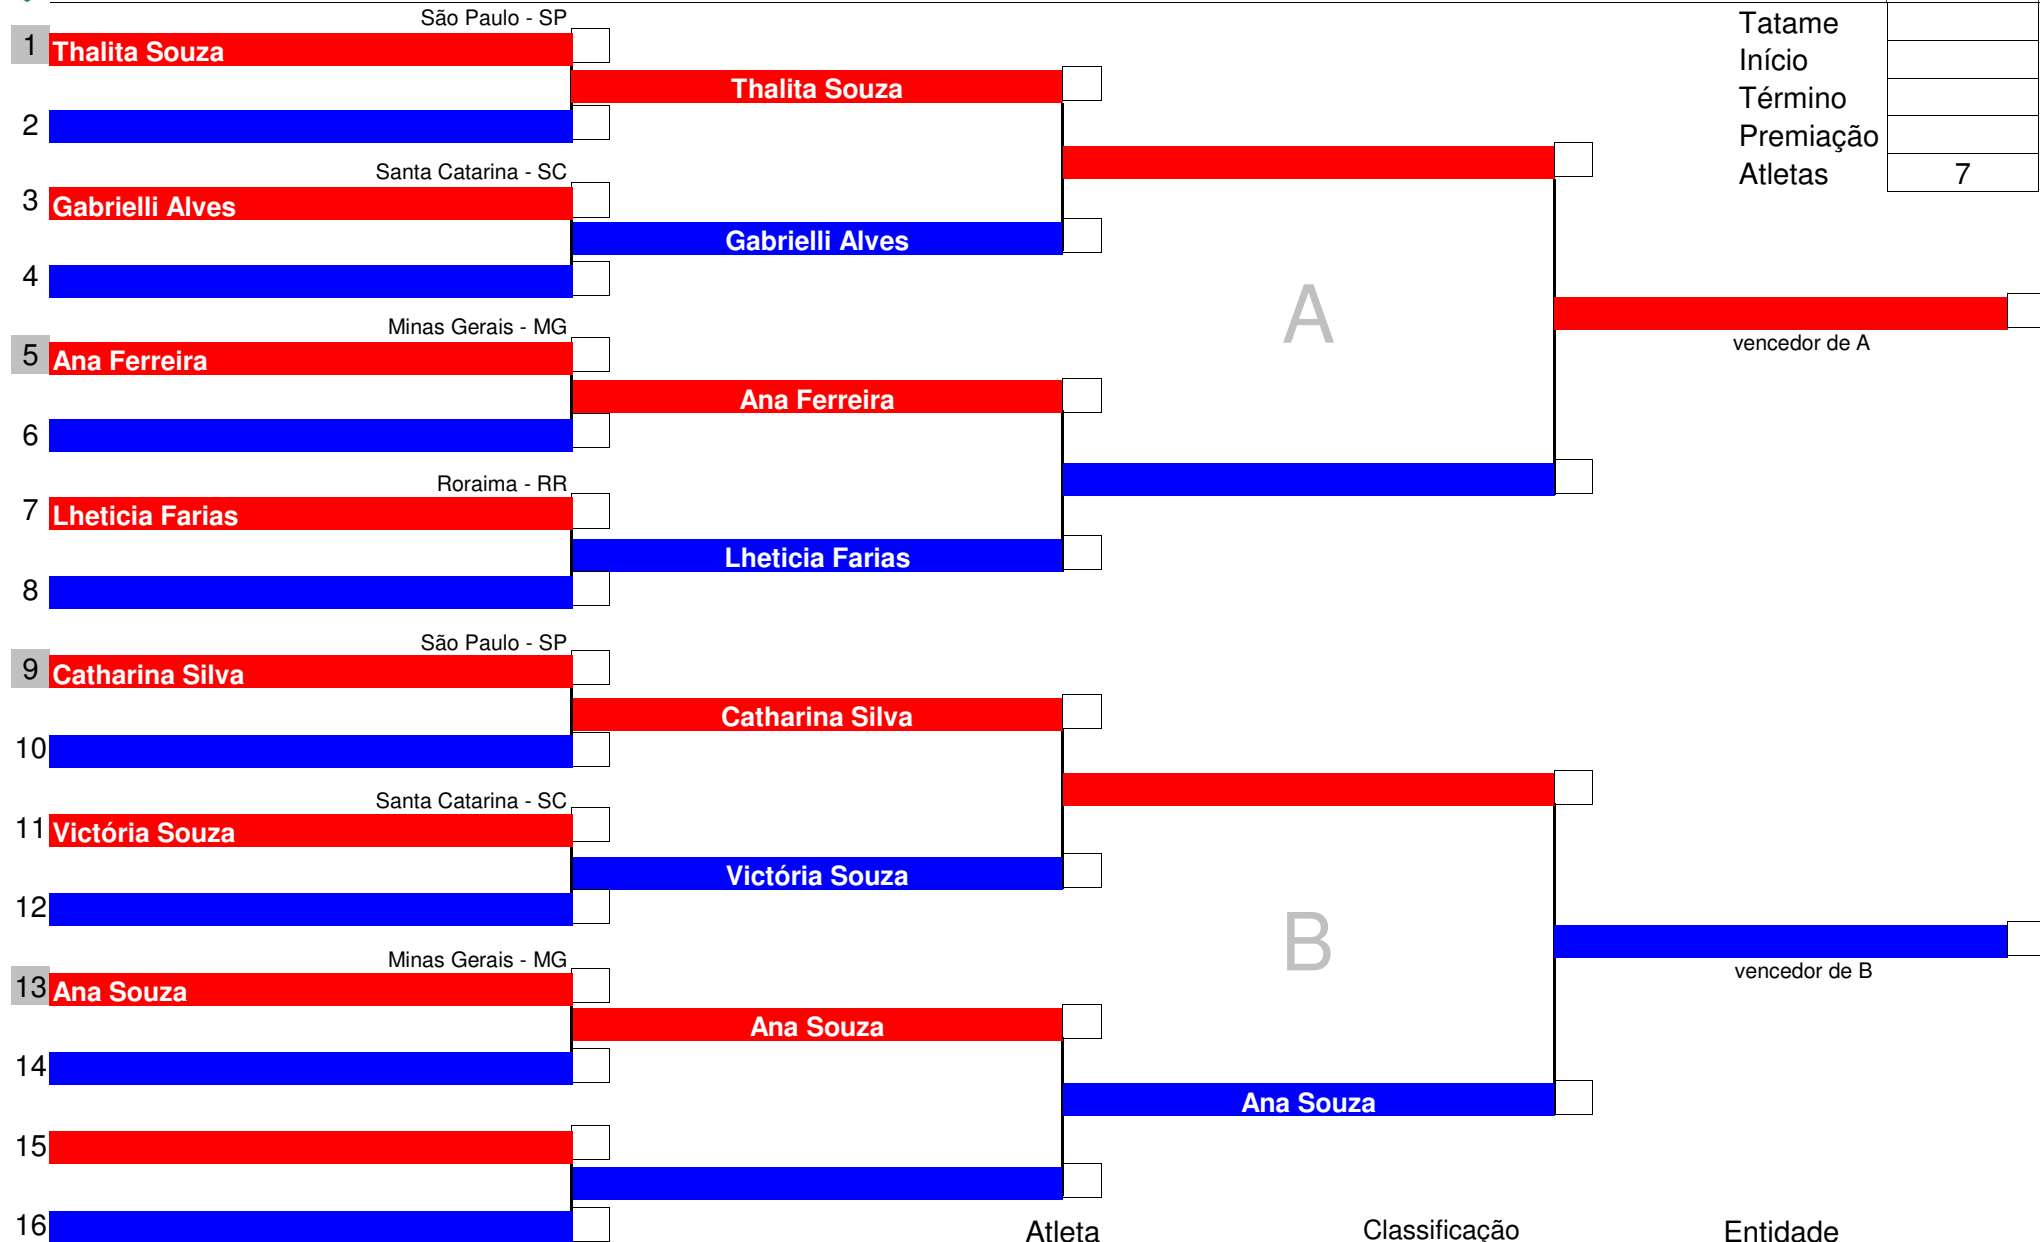 São Paulo - SP
Tatame
1 Thalita Souza
Início
Thalita Souza
Término
2
Premiação
Santa Catarina - SC
Atletas 7
3 Gabrielli Alves
Gabrielli Alves
4
A
Minas Gerais - MG
vencedor de A
5 Ana Ferreira
Ana Ferreira
6
Roraima - RR
7 Lheticia Farias
Lheticia Farias
8
São Paulo - SP
9 Catharina Silva
Catharina Silva
10
Santa Catarina - SC
11 Victória Souza
Victória Souza
12
B
Minas Gerais - MG
vencedor de B
13 Ana Souza
Ana Souza
14
Ana Souza
15
16
Atleta Classificação Entidade